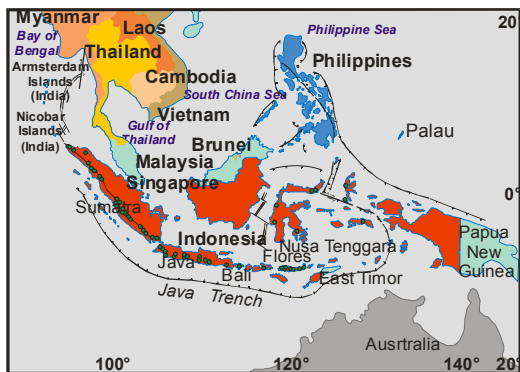 Myanmar
Laos
Bay of
Bengal
Thailand
Armsterdam
Islands
(India)
Cambodia
South China Sea
Philippine Sea
Philippines
20°
Nicobar
Islands
(India)
Vietnam
Gulf of
Thailand
Palau
Brunei
Malaysia
Singapore
Sumatra
0°
Indonesia
Java
Bali
Flores
Nusa Tenggara
East Timor
Papua
New
Guinea
Java Trench
Ausrtralia
100°
120°
140°
20°